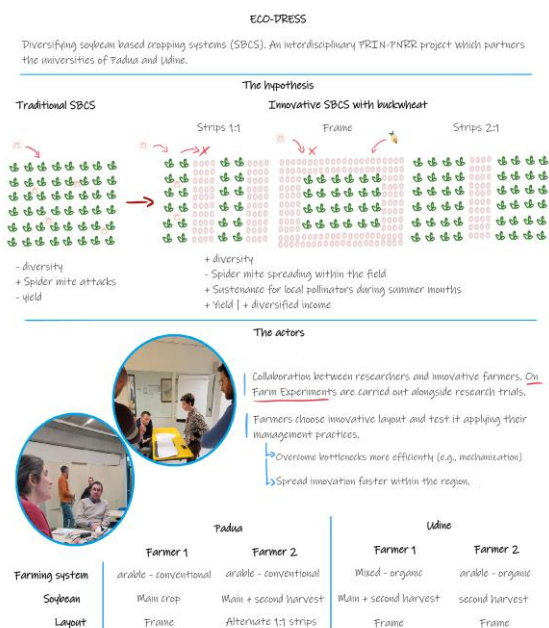 ECO-DRESS
Diversifying soybean based cropping systems (SBCS). An interdisciplinary PRIN-PNRR project which partners
the universities of Padua and Udine.
The hypothesis
Traditional SBCS
Innovative SBCS with buckwheat
Strips 1:1
Frame
Strips 2:1
- diversity
+ Spider mite attacks
- yield
+ diversity
- Spider mite spreading within the field
+ Sustenance for local pollinators during summer months
+ Yield | + diversified income
The actors
Collaboration between researchers and innovative farmers. On
Farm Experiments are carried out alongside research trials.
Farmers choose innovative layout and test it applying their
management practices.
Overcome bottlenecks more efficiently (e.g., mechanization)
Spread innovation faster within the region.
Padua
Udine
Farmer 1
Farmer 2
Farmer 1
Farmer 2
Farming system
arable - conventional
arable - conventional
Mixed - organic
arable - organic
Soybean
Main crop
Main + second harvest
Main + second harvest
second harvest
Layout
Frame
Alternate 1:1 strips
Frame
Frame